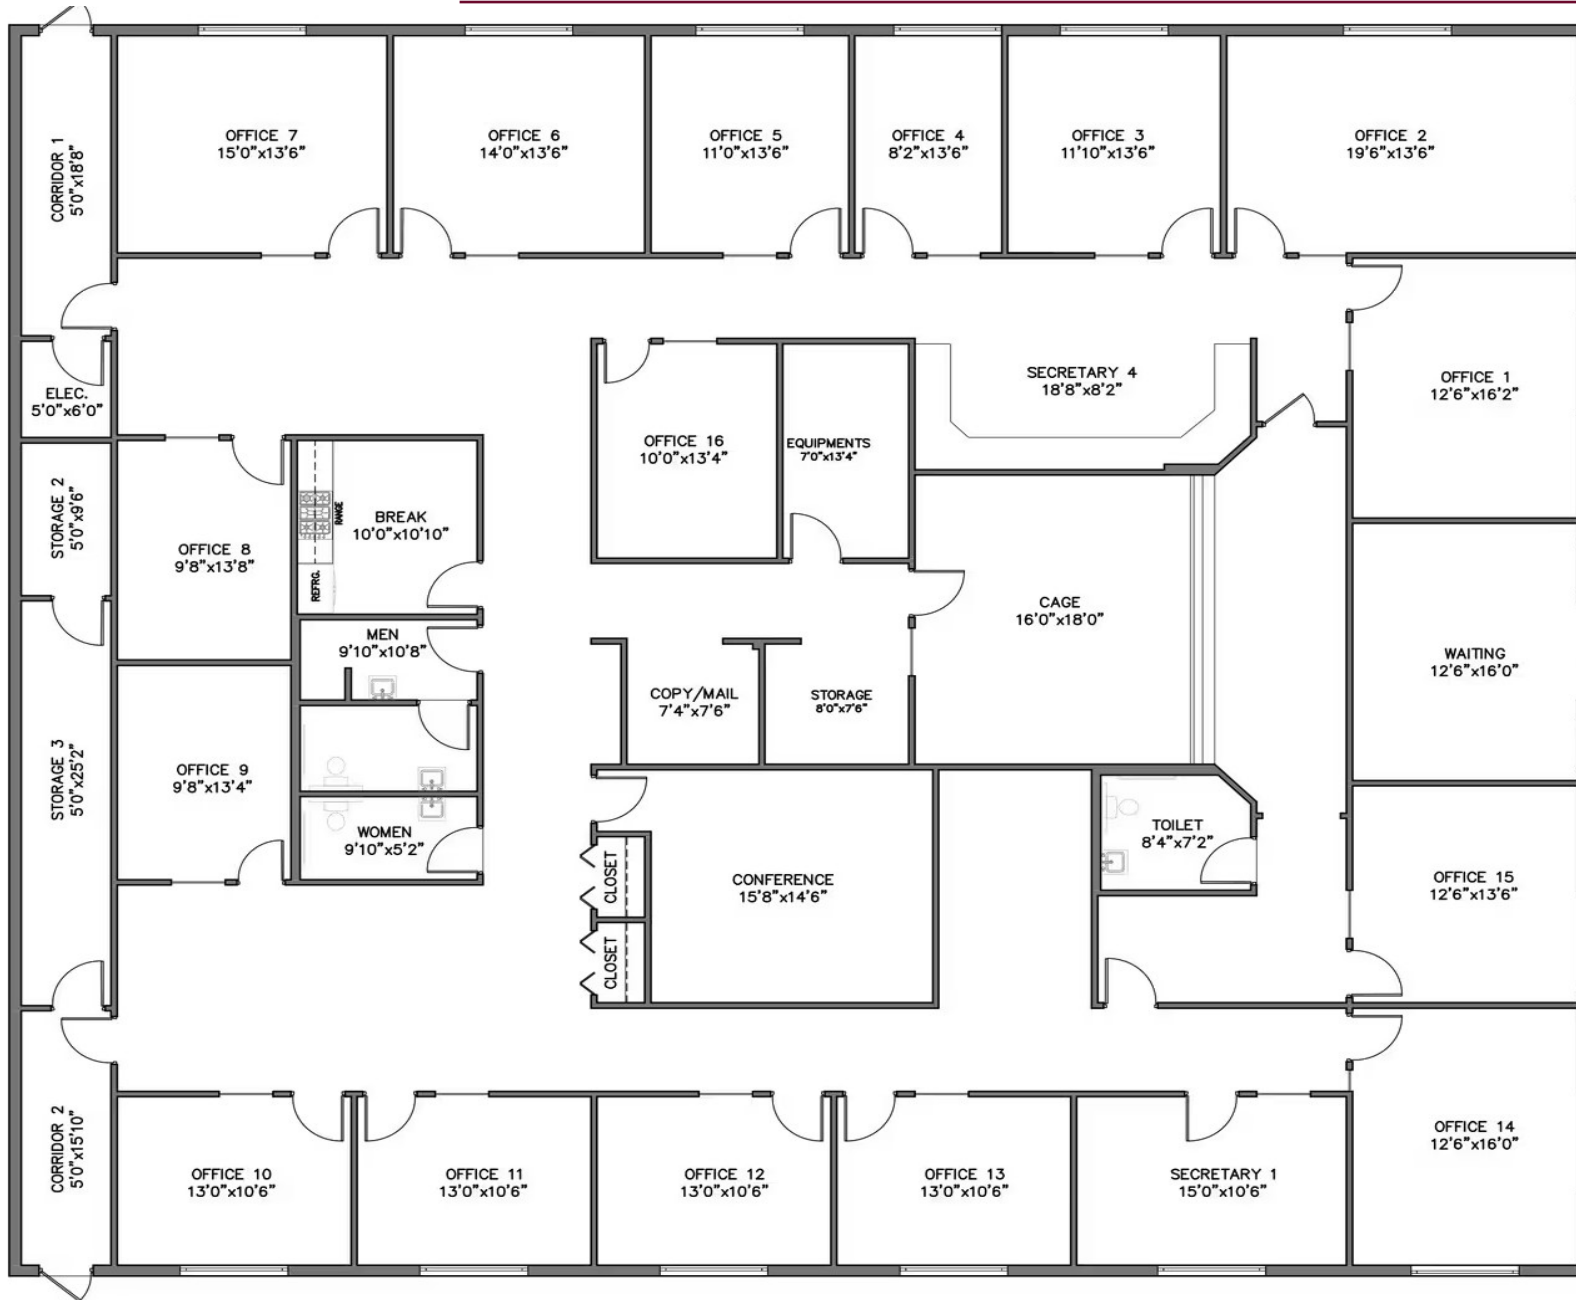 OFFICE 7
15'0"x13'6"
OFFICE 6
14'0"x13'6"
OFFICE 5
11'0"x13'6"
OFFICE 4
8'2"x13'6"
OFFICE 3
11'10"x13'6"
OFFICE 2
19'6"x13'6"
CORRIDOR 1
5'0"x18'8"
ELEC.
5'0"x6'0"
SECRETARY 4
18'8"x8'2"
OFFICE 1
12'6"x16'2"
OFFICE 16
10'0"x13'4"
EQUIPMENTS
7'0"x13'4"
STORAGE 2
5'0"x9'6"
OFFICE 8
9'8"x13'8"
RANGE
BREAK
10'0"x10'10"
REFRG.
CAGE
16'0"x18'0"
MEN
9'10"x10'8"
WAITING
12'6"x16'0"
COPY/MAIL
7'4"x7'6"
STORAGE
8'0"x7'6"
STORAGE 3
5'0"x25'2"
OFFICE 9
9'8"x13'4"
WOMEN
9'10"x5'2"
TOILET
8'4"x7'2"
CLOSET
CONFERENCE
15'8"x14'6"
OFFICE 15
12'6"x13'6"
CLOSET
CORRIDOR 2
5'0"x15'10"
OFFICE 10
13'0"x10'6"
OFFICE 11
13'0"x10'6"
OFFICE 12
13'0"x10'6"
OFFICE 13
13'0"x10'6"
SECRETARY 1
15'0"x10'6"
OFFICE 14
12'6"x16'0"